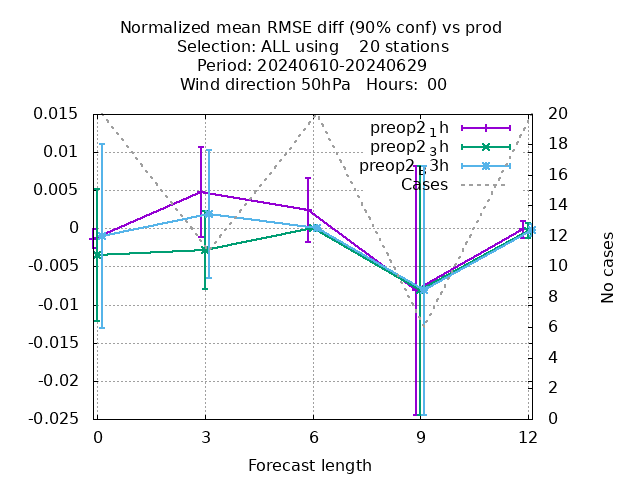 Normalized mean RMSE diff (90% conf) vs prod
Selection: ALL using    20 stations
Period: 20240610-20240629
Wind direction 50hPa   Hours:  00
0.015
0.01
0.005
0
-0.005
-0.01
-0.015
-0.02
-0.025
20
18
16
14
12
10
8
6
4
2
0
preop2_1h
preop2_3h
preop2_s3h
Cases
No cases
0
3
6
9
12
Forecast length